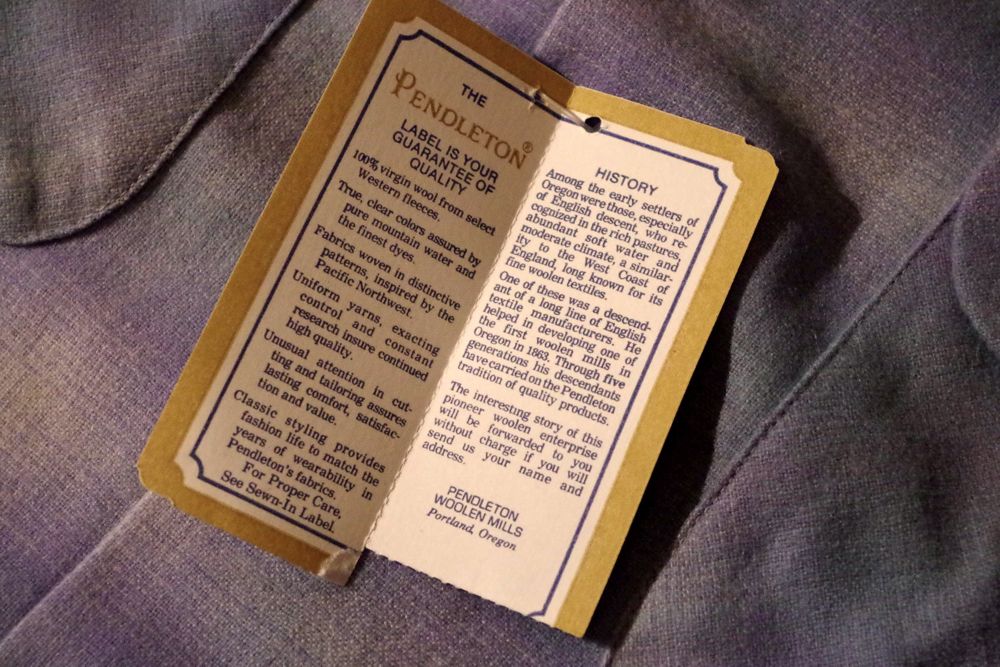 THE
PENDLETON®
LABEL IS YOUR
GUARANTEE OF
QUALITY
100% virgin wool from select
Western fleeces.
True, clear colors assured by
pure mountain water and
the finest dyes.
Fabrics woven in distinctive
patterns, inspired by the
Pacific Northwest.
Uniform yarns, exacting
control and constant
research insure continued
high quality.
Unusual attention in cut-
ting and tailoring assures
lasting comfort, satisfac-
tion and value.
Classic styling provides
fashion life to match the
years of wearability in
Pendleton's fabrics.
For Proper Care,
See Sewn-In Label.
HISTORY
Among the early settlers of
Oregon were those, especially
of English descent, who re-
cognized in the rich pastures,
abundant soft water and
moderate climate, a similar-
ity to the West Coast of
England, long known for its
fine woolen textiles.
One of these was a descend-
ant of a long line of English
textile manufacturers. He
helped in developing one of
the first woolen mills in
Oregon in 1863. Through five
generations his descendants
have carried on the Pendleton
tradition of quality products.
The interesting story of this
pioneer woolen enterprise
will be forwarded to you
without charge if you will
send us your name and
address.
PENDLETON
WOOLEN MILLS
Portland, Oregon